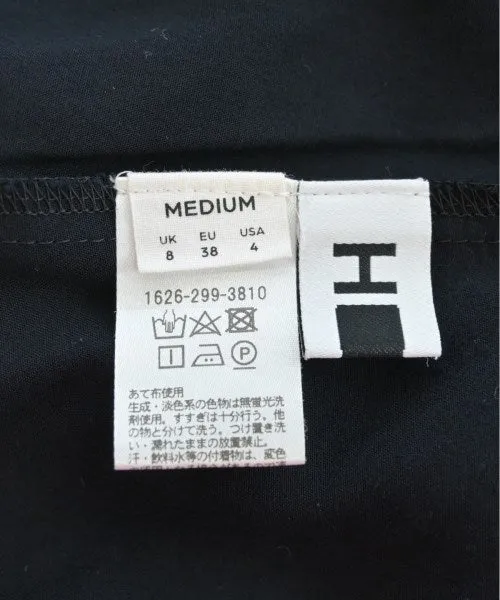 MEDIUM
UK EU USA
8 38 4
1626-299-3810
あて布使用
生成・淡色系の色物は無蛍光洗
剤使用。すすぎは十分行う。他
の物と分けて洗う。つけ置き洗
い・濡れたままの放置禁止。
汗・飲料水等の付着物は、変色
H